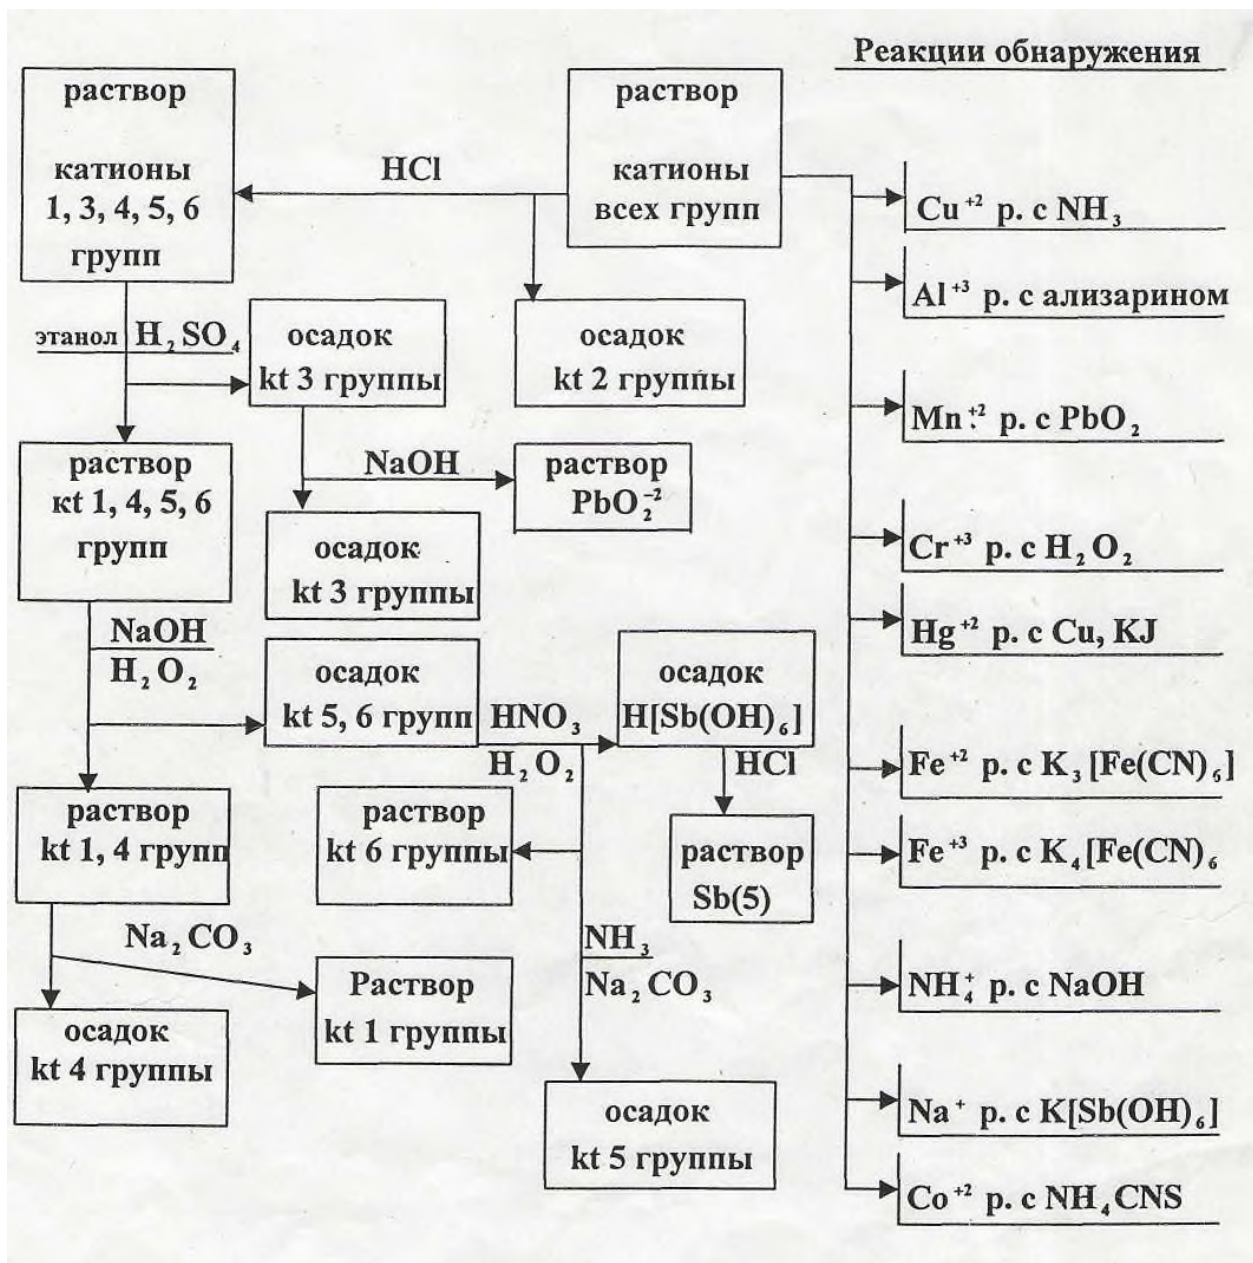 Реакции обнаружения
раствор
катионы
1, 3, 4, 5, 6
групп
HCl
раствор
катионы
всех групп
Cu⁺² р. с NH₃
Al⁺³ р. с ализарином
этанол H₂SO₄
осадок
kt 3 группы
осадок
kt 2 группы
Mn⁺² р. с PbO₂
раствор
кt 1, 4, 5, 6
групп
NaOH
раствор
PbO₂⁻²
осадок
kt 3 группы
Cr⁺³ р. с H₂O₂
Hg⁺² р. с Cu, KJ
NaOH
H₂O₂
осадок
kt 5, 6 групп
HNO₃
H₂O₂
осадок
H[Sb(OH)₆]
HCl
Fe⁺² р. с K₃[Fe(CN)₆]
раствор
kt 1, 4 групп
раствор
kt 6 группы
раствор
Sb(5)
Fe⁺³ р. с K₄[Fe(CN)₆
Na₂CO₃
NH₃
Na₂CO₃
Раствор
kt 1 группы
NH₄⁺ р. с NaOH
осадок
kt 4 группы
осадок
kt 5 группы
Na⁺ р. с K[Sb(OH)₆]
Co⁺² р. с NH₄CNS